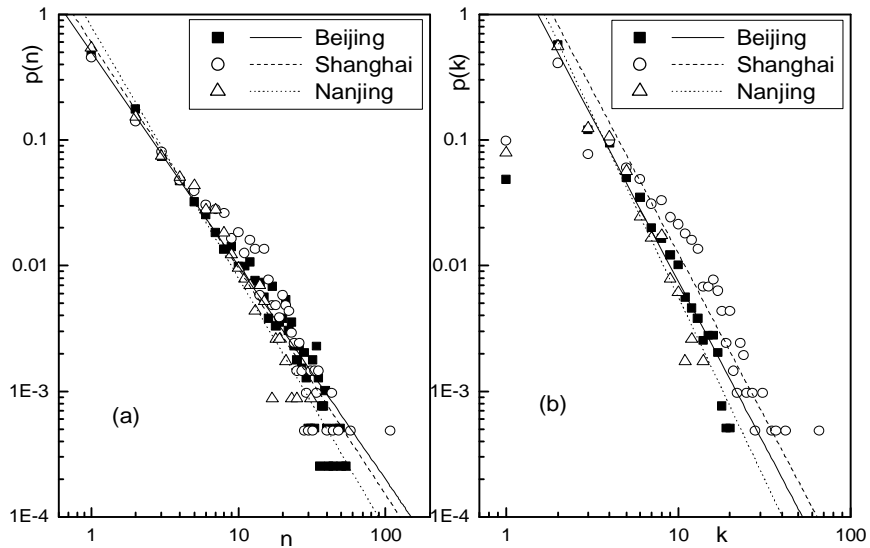 p(n)
1
0.1
0.01
1E-3
1E-4
Beijing
Shanghai
Nanjing
(a)
1 10 100
n
p(k)
1
0.1
0.01
1E-3
1E-4
Beijing
Shanghai
Nanjing
(b)
1 10 100
k